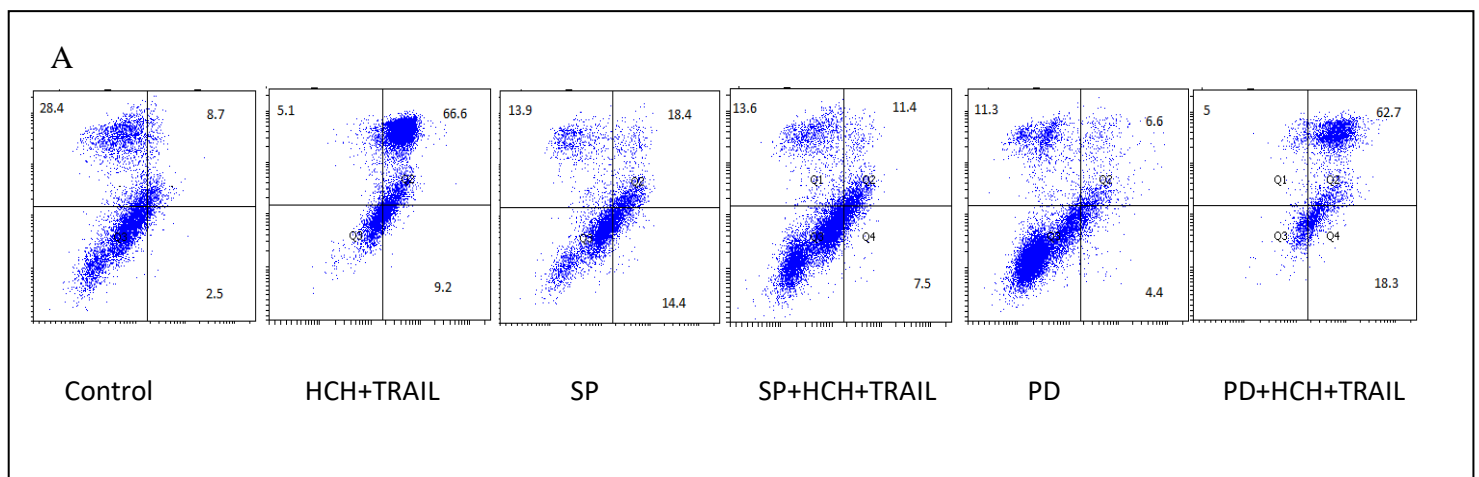 A
28.4 8.7
2.5
5.1 66.6
9.2
13.9 18.4
14.4
13.6 11.4
Q1 Q2
Q4
7.5
11.3 6.6
Q2
4.4
5 62.7
Q1 Q2
Q3 Q4
18.3
Control HCH+TRAIL SP SP+HCH+TRAIL PD PD+HCH+TRAIL